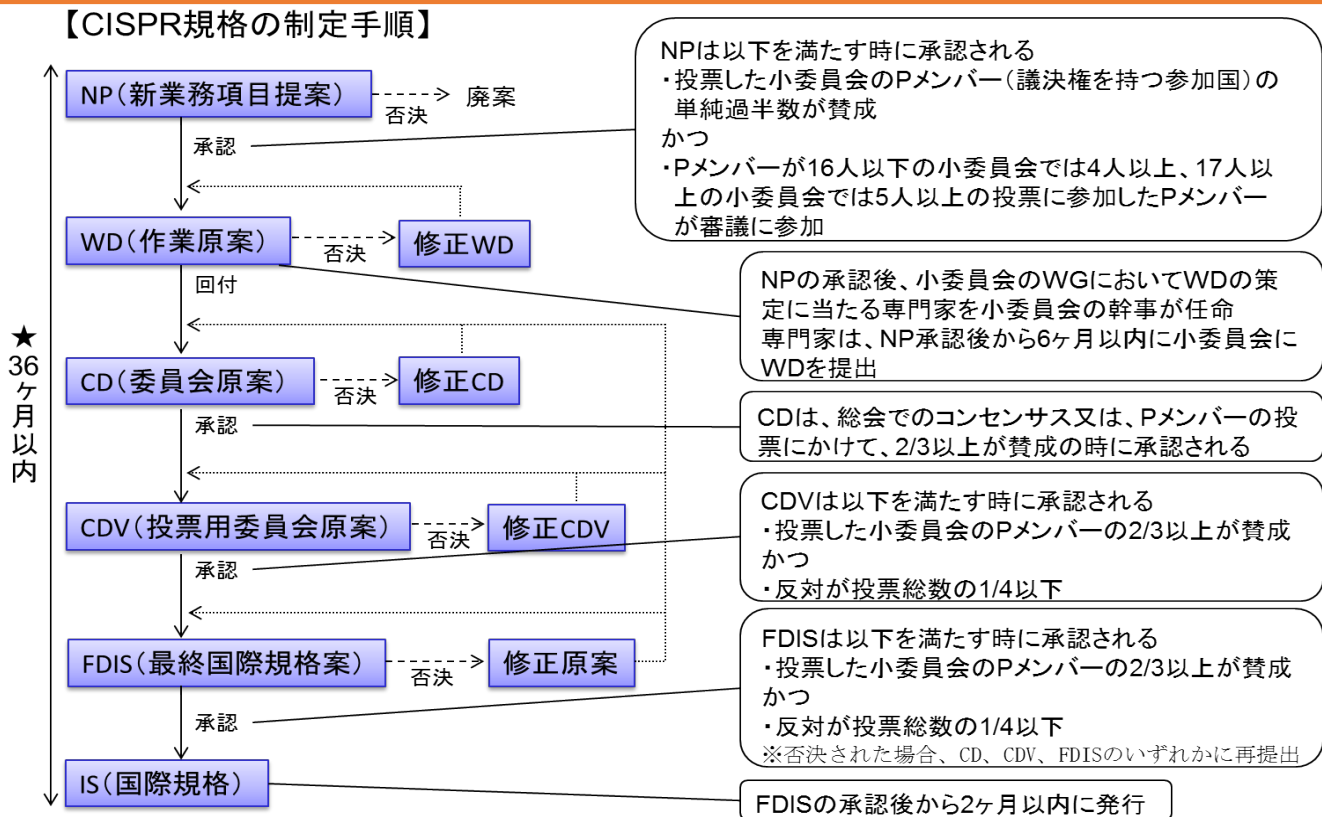 【CISPR規格の制定手順】
★36ヶ月以内
NP(新業務項目提案)
否決
廃案
承認
NPは以下を満たす時に承認される
・投票した小委員会のPメンバー(議決権を持つ参加国)の
単純過半数が賛成
かつ
・Pメンバーが16人以下の小委員会では4人以上、17人以
上の小委員会では5人以上の投票に参加したPメンバー
が審議に参加
WD(作業原案)
否決
修正WD
回付
NPの承認後、小委員会のWGにおいてWDの策
定に当たる専門家を小委員会の幹事が任命
専門家は、NP承認後から6ヶ月以内に小委員会に
WDを提出
CD(委員会原案)
否決
修正CD
承認
CDは、総会でのコンセンサス又は、Pメンバーの投
票にかけて、2/3以上が賛成の時に承認される
CDV(投票用委員会原案)
否決
修正CDV
承認
CDVは以下を満たす時に承認される
・投票した小委員会のPメンバーの2/3以上が賛成
かつ
・反対が投票総数の1/4以下
FDIS(最終国際規格案)
否決
修正原案
承認
FDISは以下を満たす時に承認される
・投票した小委員会のPメンバーの2/3以上が賛成
かつ
・反対が投票総数の1/4以下
※否決された場合、CD、CDV、FDISのいずれかに再提出
IS(国際規格)
FDISの承認後から2ヶ月以内に発行